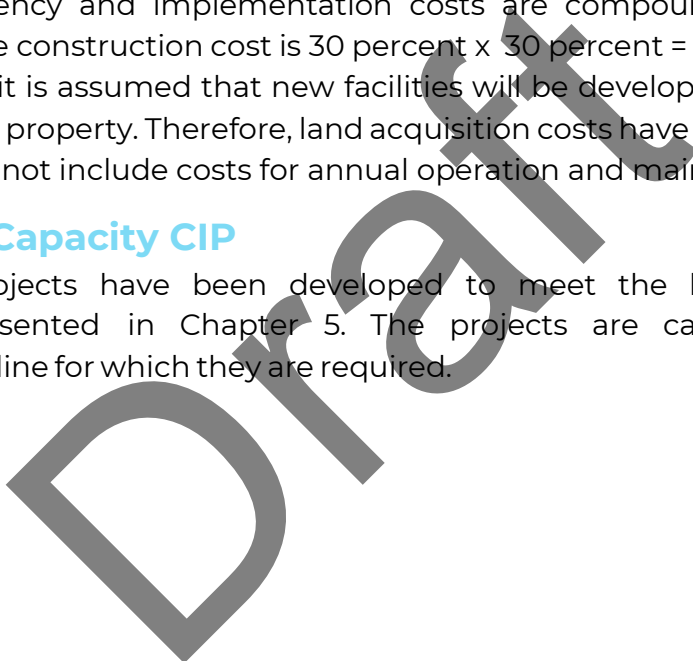 ency and implementation costs are compou
e construction cost is 30 percent x 30 percent =
it is assumed that new facilities will be develop
property. Therefore, land acquisition costs have
not include costs for annual operation and mai
Capacity CIP
ojects have been developed to meet the
sented in Chapter 5. The projects are ca
line for which they are required.
Draft